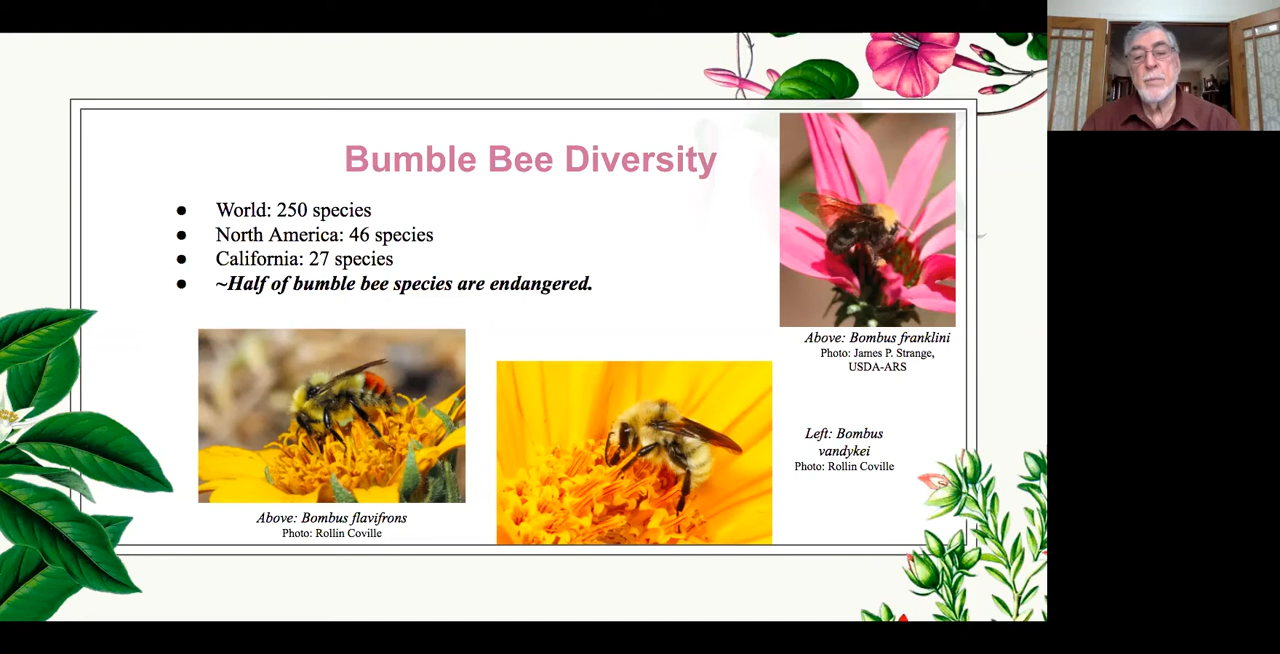 Bumble Bee Diversity
● World: 250 species
● North America: 46 species
● California: 27 species
● ~Half of bumble bee species are endangered.
Above: Bombus franklini
Photo: James P. Strange,
USDA-ARS
Left: Bombus
vandykei
Photo: Rollin Coville
Above: Bombus flavifrons
Photo: Rollin Coville